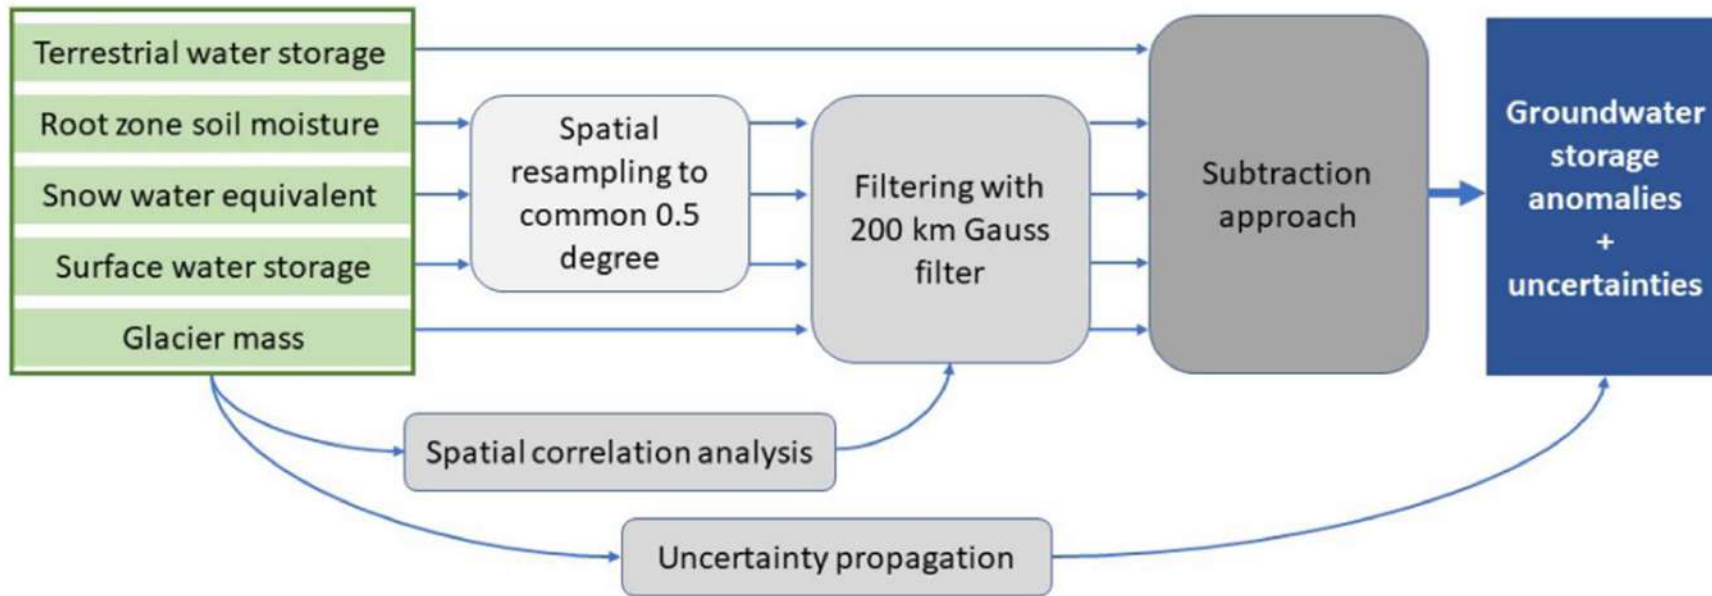 Terrestrial water storage
Root zone soil moisture
Snow water equivalent
Surface water storage
Glacier mass
Spatial
resampling to
common 0.5
degree
Filtering with
200 km Gauss
filter
Subtraction
approach
Groundwater
storage
anomalies
+
uncertainties
Spatial correlation analysis
Uncertainty propagation